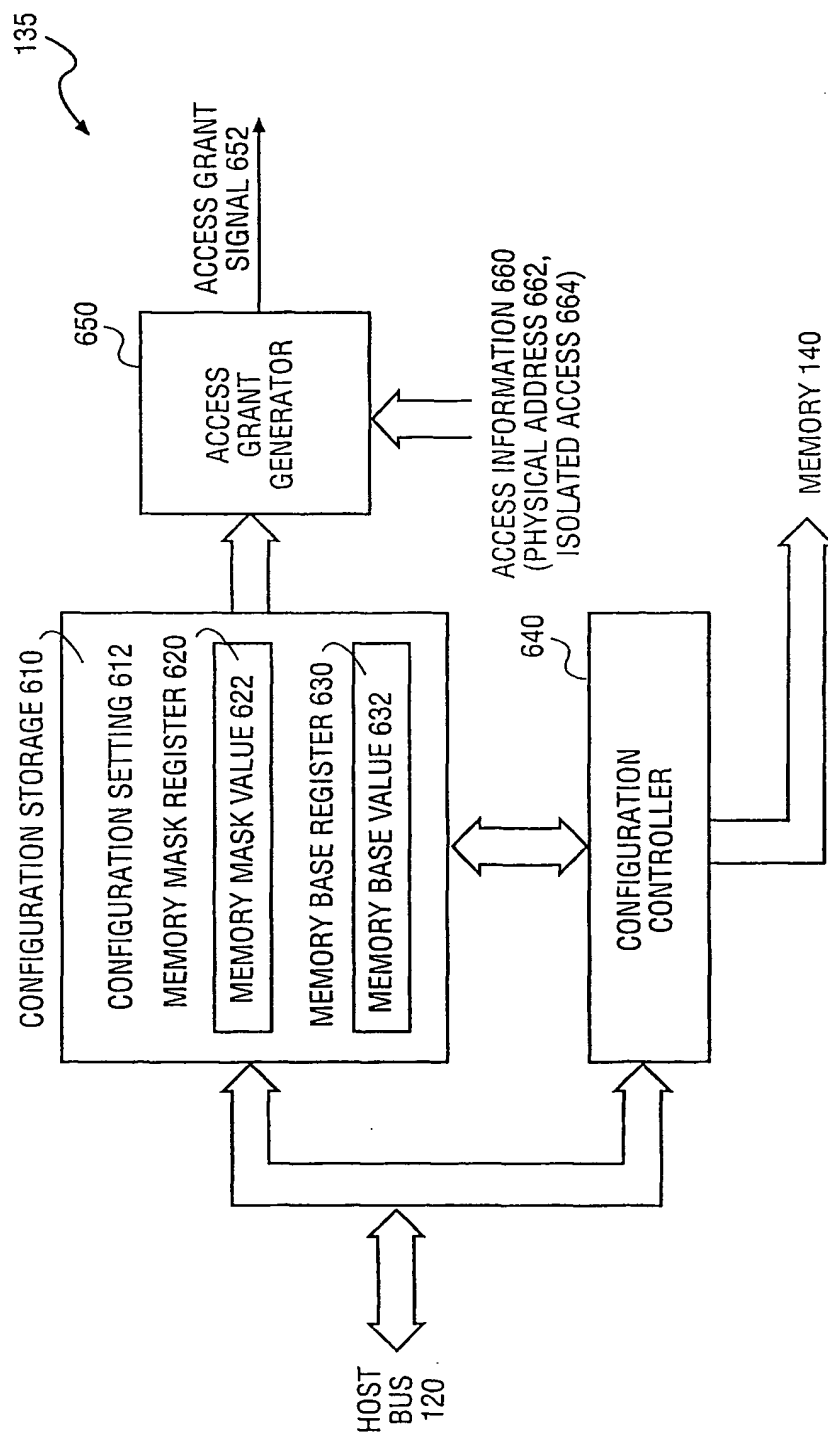 135
CONFIGURATION STORAGE 610
CONFIGURATION SETTING 612
MEMORY MASK REGISTER 620
MEMORY MASK VALUE 622
MEMORY BASE REGISTER 630
MEMORY BASE VALUE 632
650
ACCESS
GRANT
GENERATOR
ACCESS GRANT
SIGNAL 652
ACCESS INFORMATION 660
(PHYSICAL ADDRESS 662,
ISOLATED ACCESS 664)
HOST
BUS
120
640
CONFIGURATION
CONTROLLER
MEMORY 140